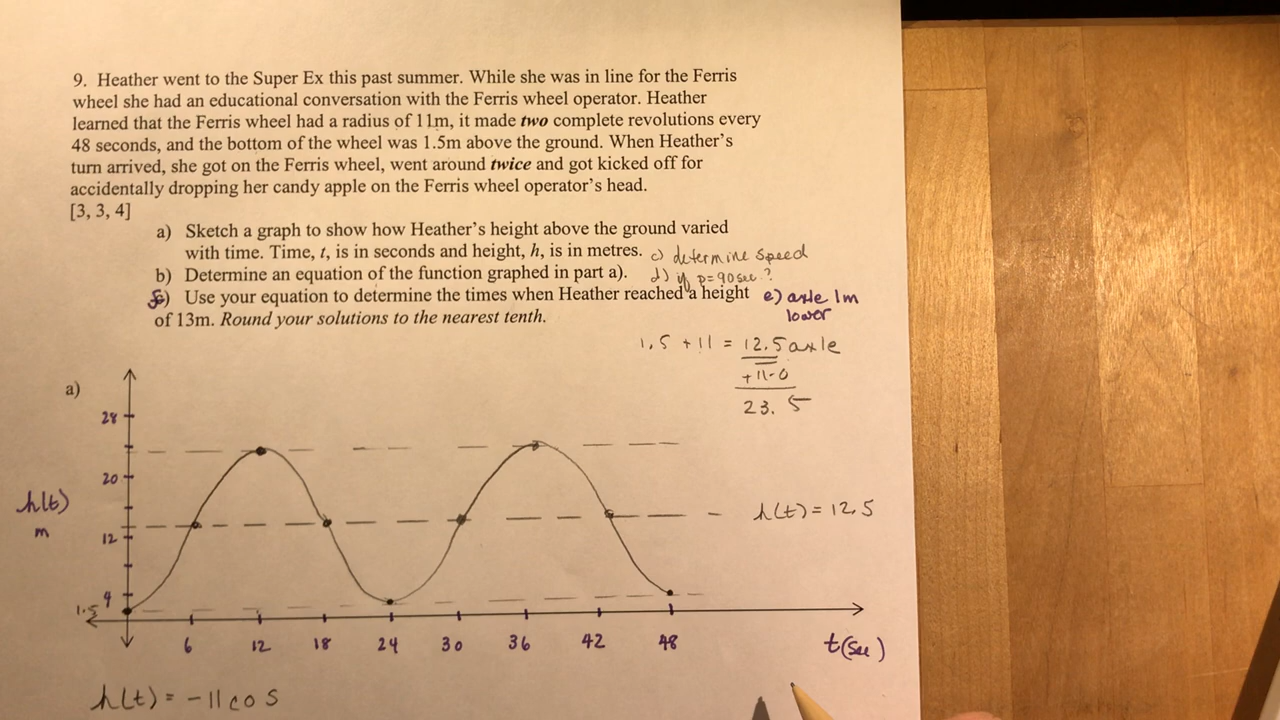 9. Heather went to the Super Ex this past summer. While she was in line for the Ferris
wheel she had an educational conversation with the Ferris wheel operator. Heather
learned that the Ferris wheel had a radius of 11m, it made two complete revolutions every
48 seconds, and the bottom of the wheel was 1.5m above the ground. When Heather's
turn arrived, she got on the Ferris wheel, went around twice and got kicked off for
accidentally dropping her candy apple on the Ferris wheel operator's head.
[3, 3, 4]
a) Sketch a graph to show how Heather's height above the ground varied
with time. Time, t, is in seconds and height, h, is in metres. c) determine speed
b) Determine an equation of the function graphed in part a). d) if p=90sec?
Use your equation to determine the times when Heather reached a height e) axle 1m
lower
of 13m. Round your solutions to the nearest tenth.
1.5 + 11 = 12.5 axle
+11.0
23.5
a)
28
20
h(t)
m
h(t) = 12.5
12
4
1.5
6 12 18 24 30 36 42 48 t(sec)
h(t) = -11 cos